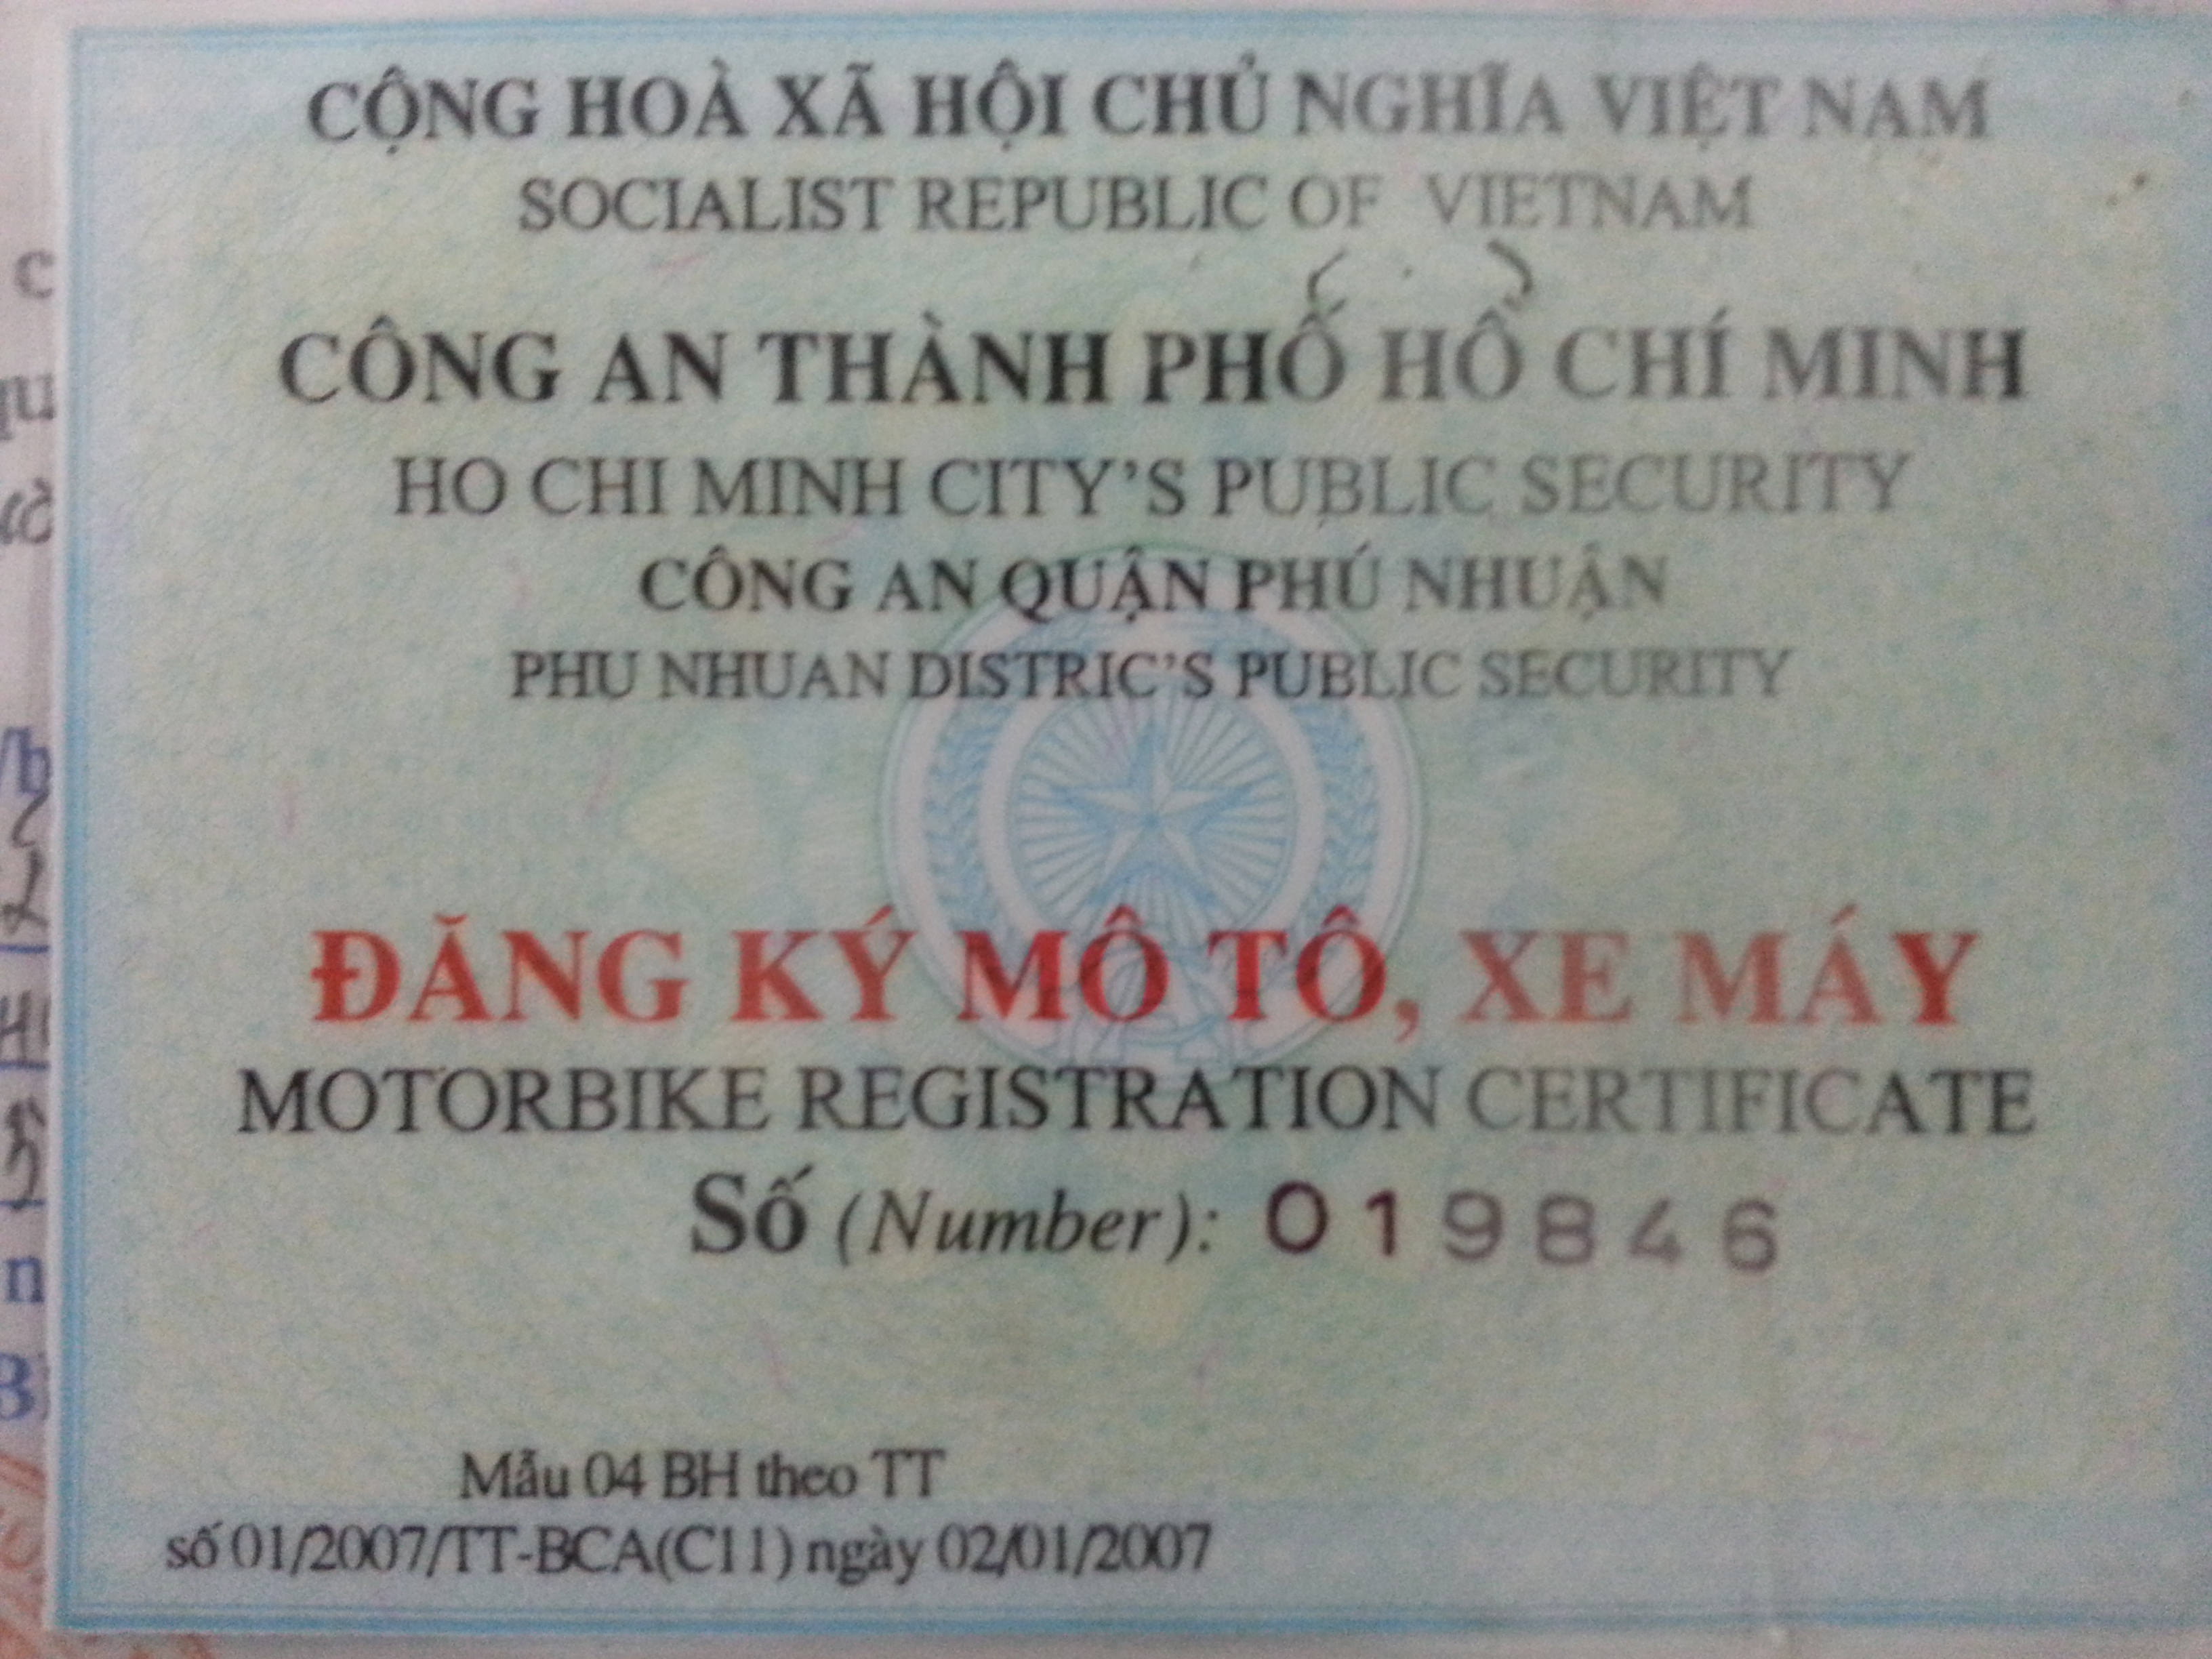 CỘNG HOÀ XÃ HỘI CHỦ NGHĨA VIỆT NAM
SOCIALIST REPUBLIC OF VIETNAM
CÔNG AN THÀNH PHỐ HỒ CHÍ MINH
HO CHI MINH CITY'S PUBLIC SECURITY
CÔNG AN QUẬN PHÚ NHUẬN
PHU NHUAN DISTRIC'S PUBLIC SECURITY
ĐĂNG KÝ MÔ TÔ, XE MÁY
MOTORBIKE REGISTRATION CERTIFICATE
Số (Number): 019846
Mẫu 04 BH theo TT
số 01/2007/TT-BCA(C11) ngày 02/01/2007